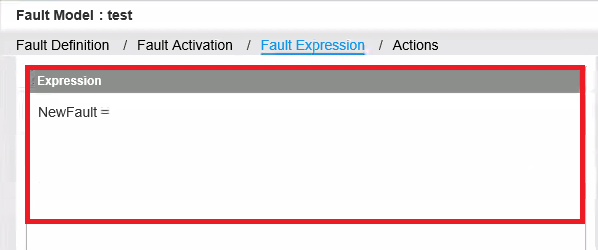 Fault Model : test
Fault Definition / Fault Activation / Fault Expression / Actions
Expression
NewFault =